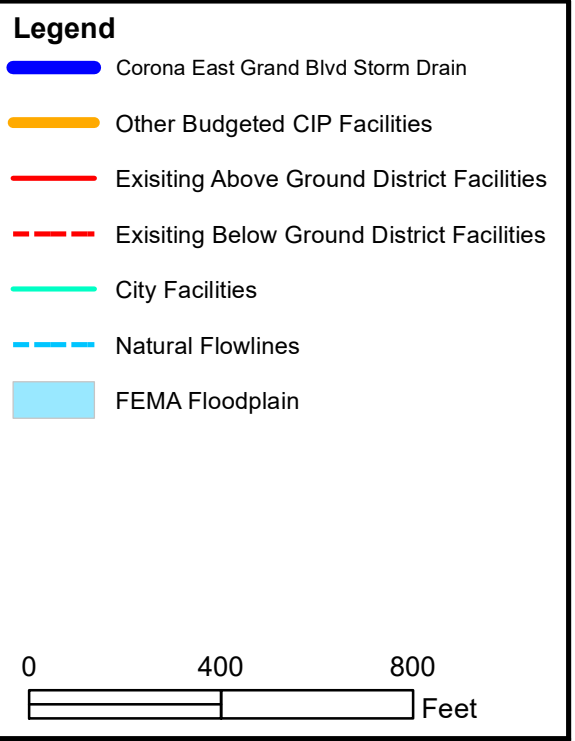 Legend
Corona East Grand Blvd Storm Drain
Other Budgeted CIP Facilities
Exisiting Above Ground District Facilities
Exisiting Below Ground District Facilities
City Facilities
Natural Flowlines
FEMA Floodplain
0 400 800
Feet